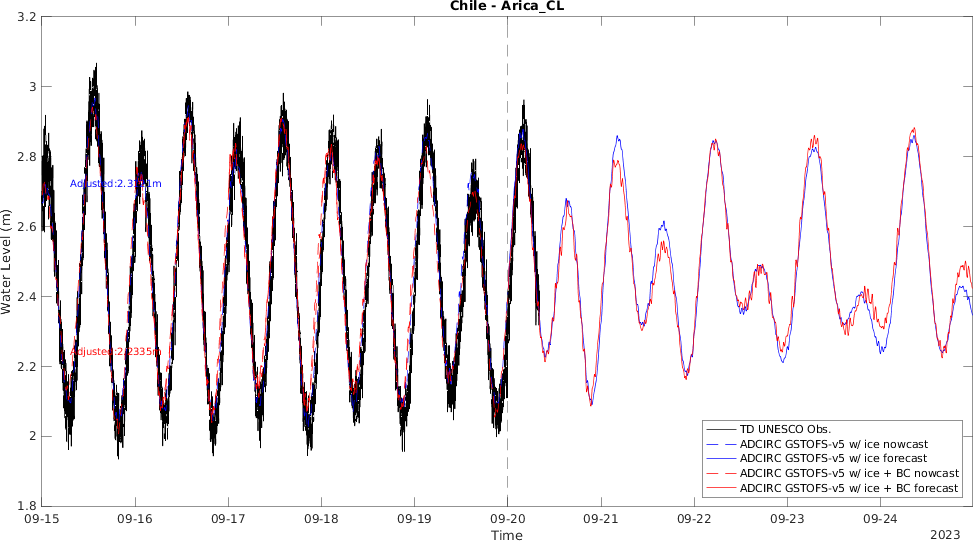 Chile - Arica_CL
3.2
3
2.8
2.6
2.4
2.2
2
1.8
Water Level (m)
Adjusted:2.2335m
09-15
09-16
09-17
09-18
09-19
09-20
09-21
09-22
09-23
09-24
Time
2023
TD UNESCO Obs.
ADCIRC GSTOFS-v5 w/ ice nowcast
ADCIRC GSTOFS-v5 w/ ice forecast
ADCIRC GSTOFS-v5 w/ ice + BC nowcast
ADCIRC GSTOFS-v5 w/ ice + BC forecast